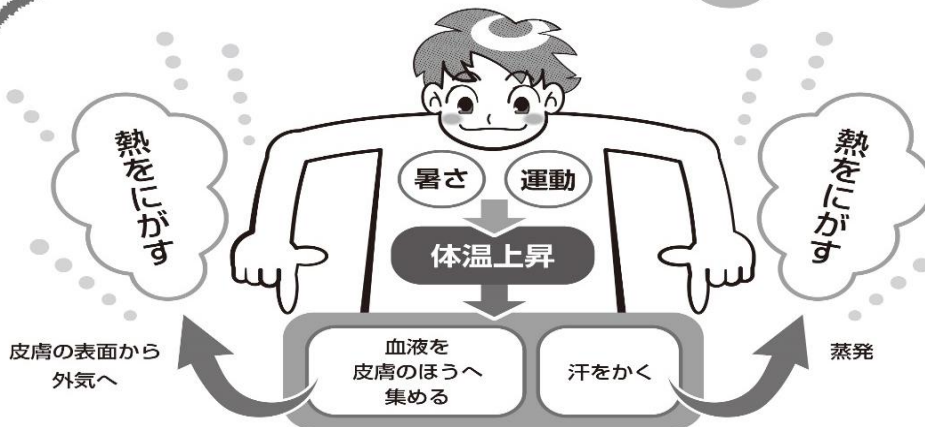 熱をにがす
暑さ
運動
熱をにがす
体温上昇
皮膚の表面から
外気へ
血液を
皮膚のほうへ
集める
汗をかく
蒸発